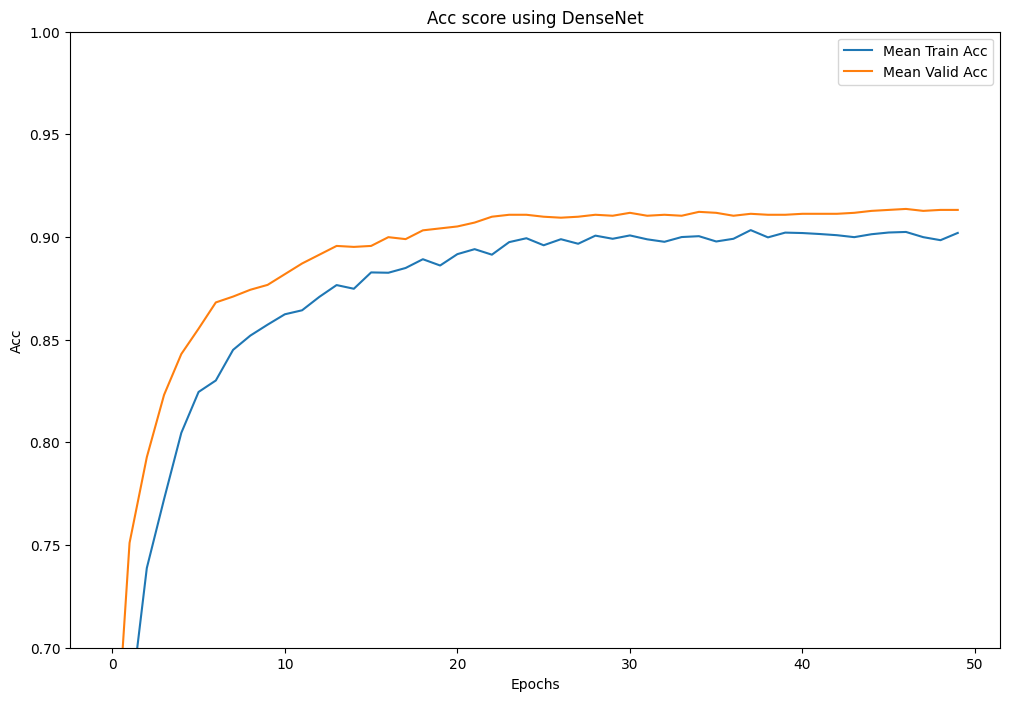 Acc score using DenseNet
Mean Train Acc
Mean Valid Acc
1.00
0.95
0.90
0.85
0.80
0.75
0.70
Acc
0 10 20 30 40 50
Epochs